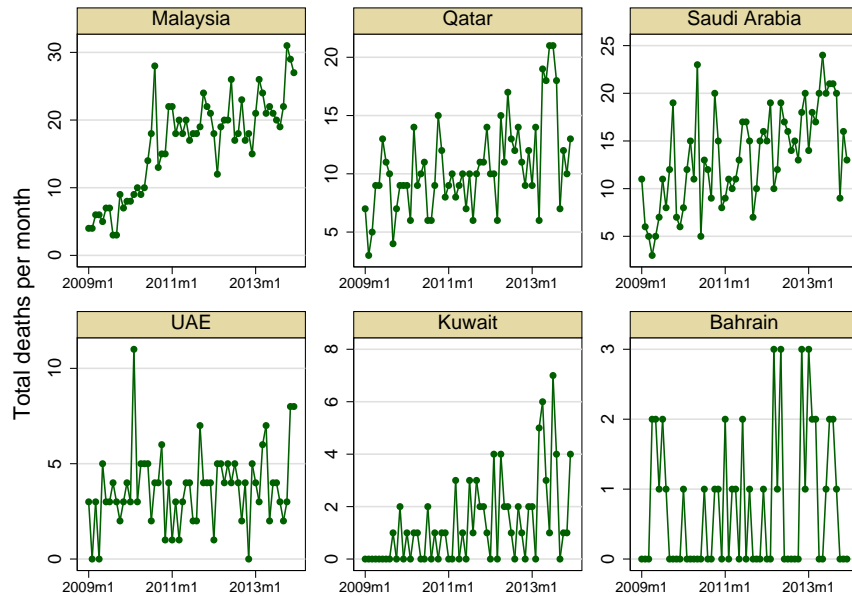 Total deaths per month
Malaysia
0
10
20
30
2009m1
2011m1
2013m1
Qatar
5
10
15
20
2009m1
2011m1
2013m1
Saudi Arabia
5
10
15
20
25
2009m1
2011m1
2013m1
UAE
0
5
10
2009m1
2011m1
2013m1
Kuwait
0
2
4
6
8
2009m1
2011m1
2013m1
Bahrain
0
1
2
3
2009m1
2011m1
2013m1